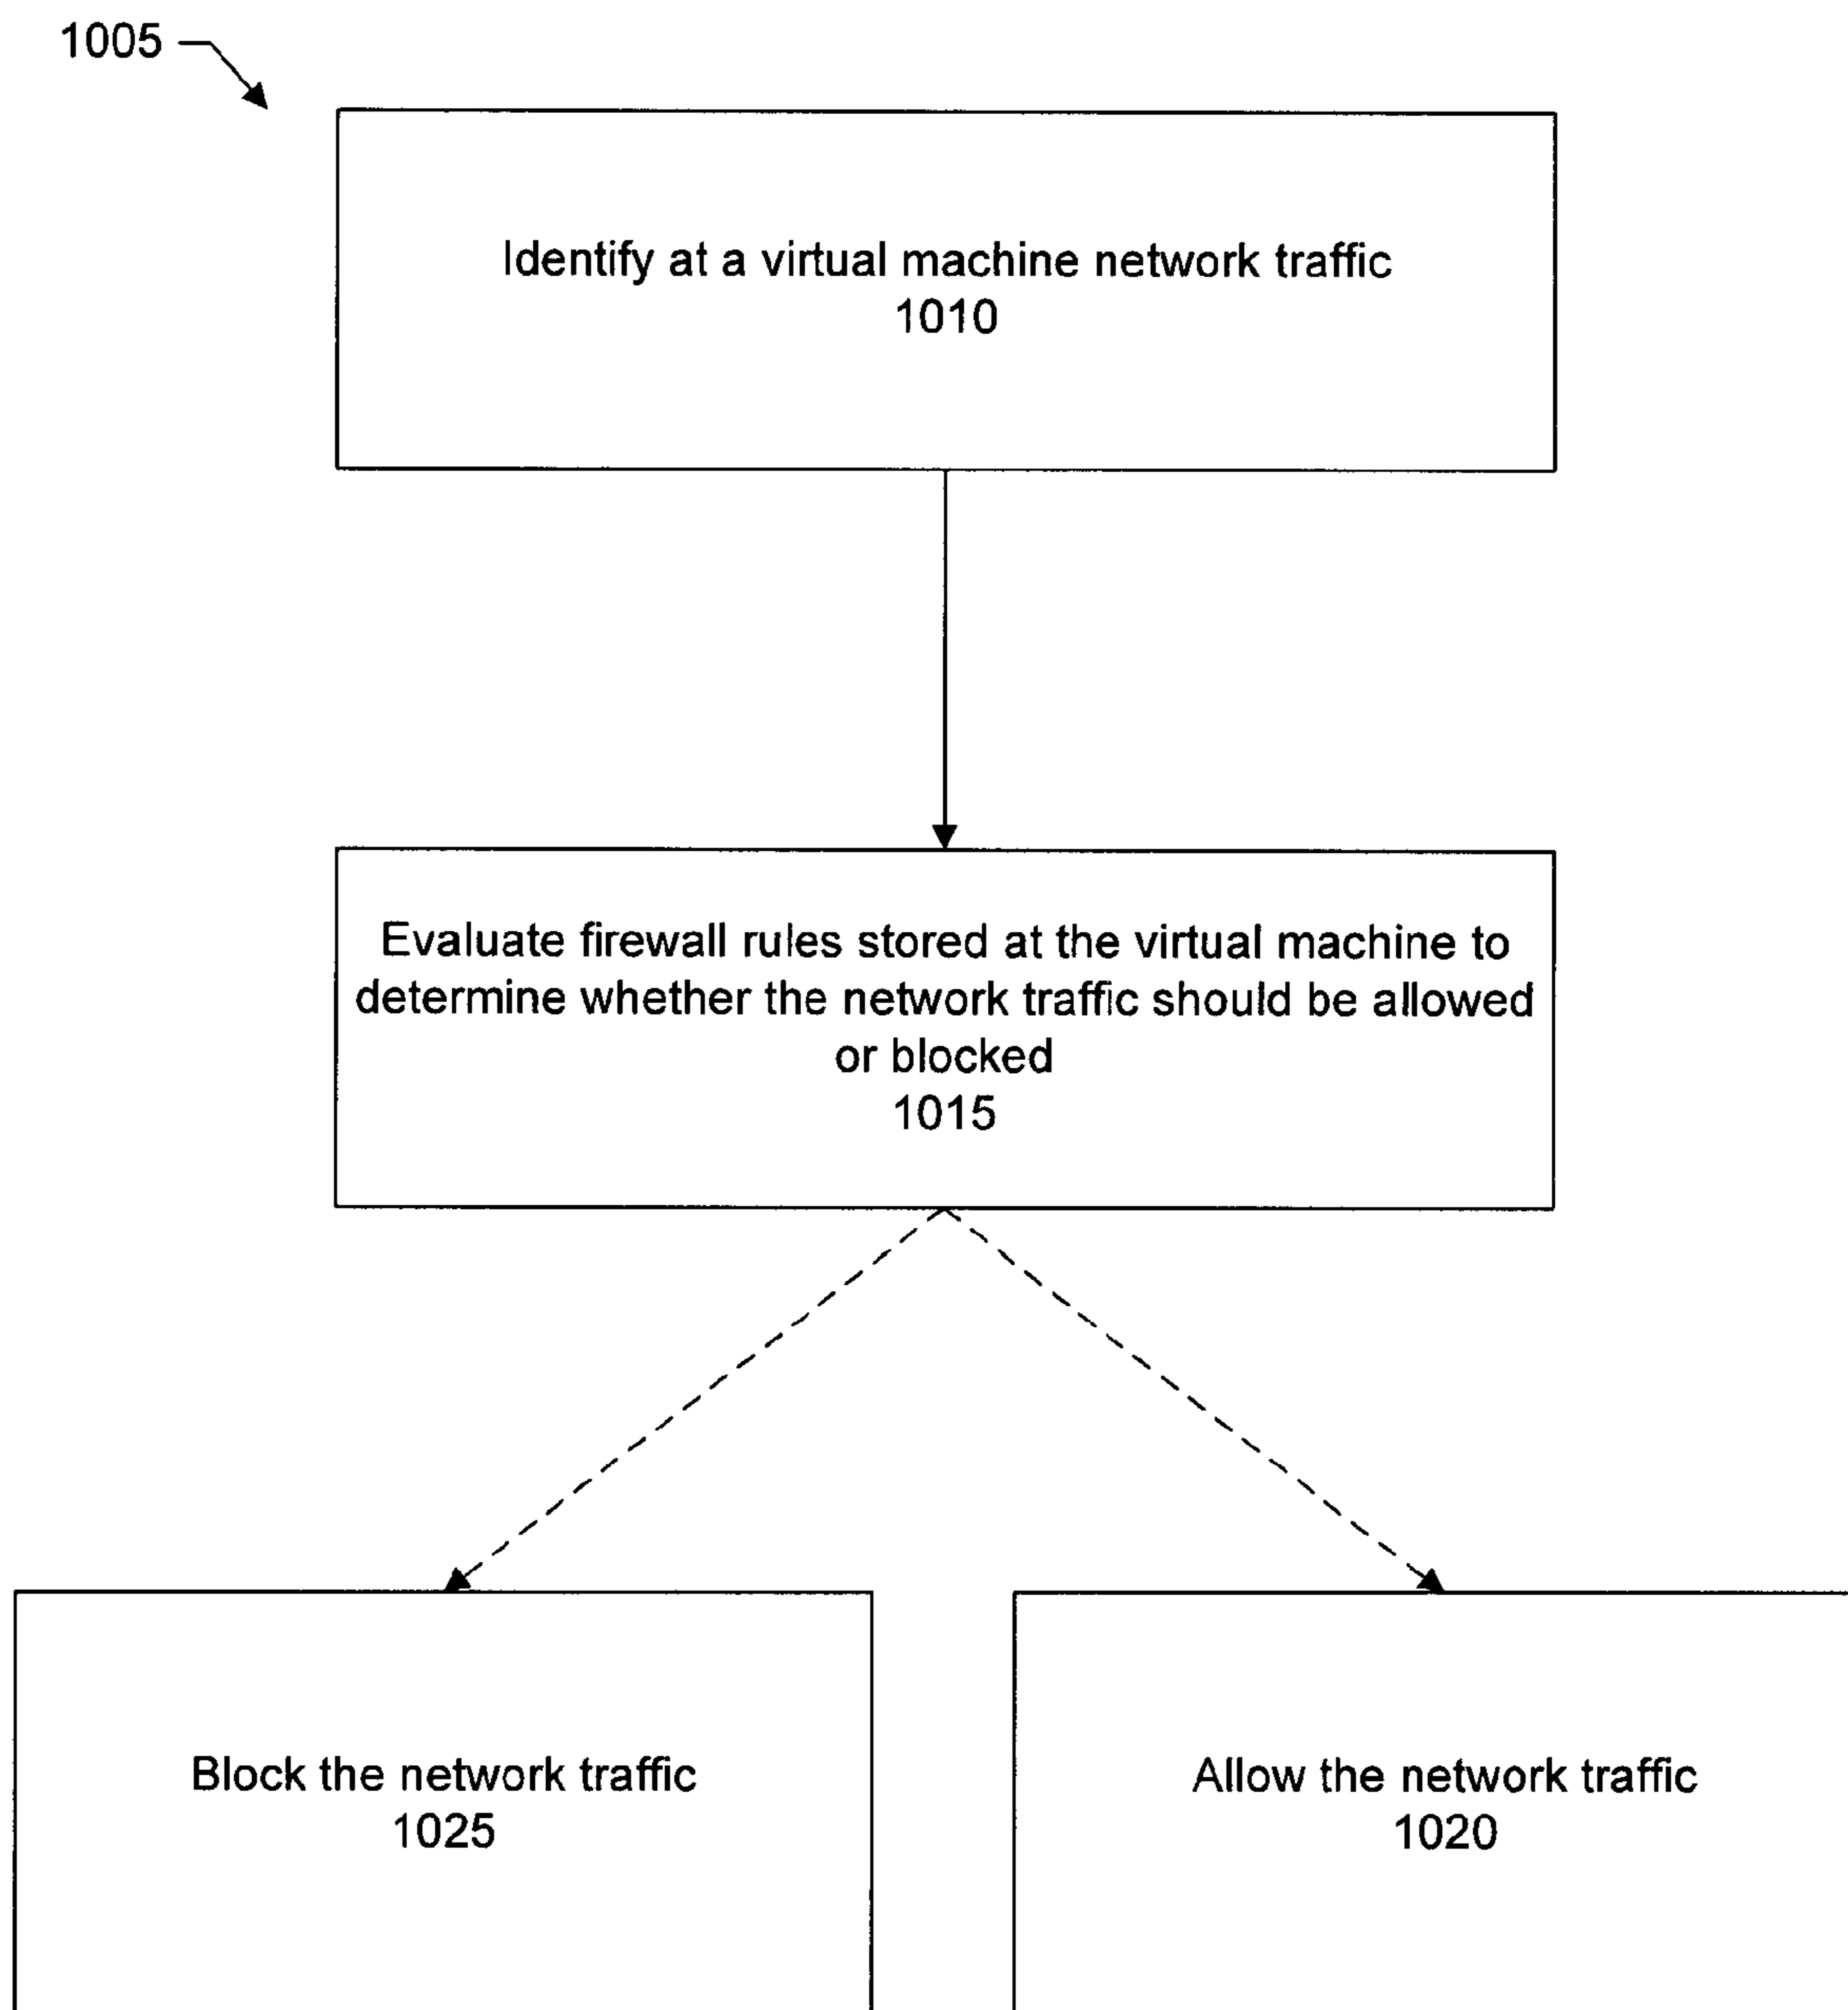 1005
Identify at a virtual machine network traffic
1010
Evaluate firewall rules stored at the virtual machine to
determine whether the network traffic should be allowed
or blocked
1015
Block the network traffic
1025
Allow the network traffic
1020